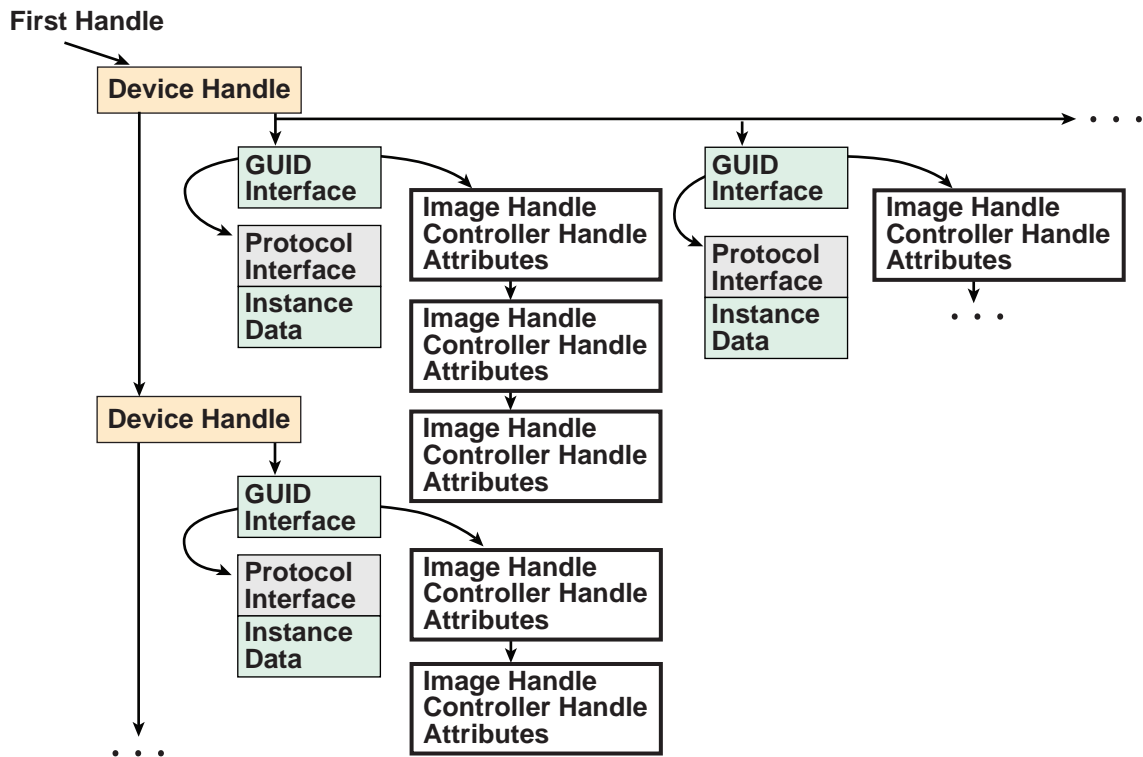 First Handle
Device Handle
. . .
GUID
Interface
Protocol
Interface
Instance
Data
Image Handle
Controller Handle
Attributes
Image Handle
Controller Handle
Attributes
Image Handle
Controller Handle
Attributes
GUID
Interface
Protocol
Interface
Instance
Data
Image Handle
Controller Handle
Attributes
. . .
Device Handle
GUID
Interface
Protocol
Interface
Instance
Data
Image Handle
Controller Handle
Attributes
Image Handle
Controller Handle
Attributes
. . .